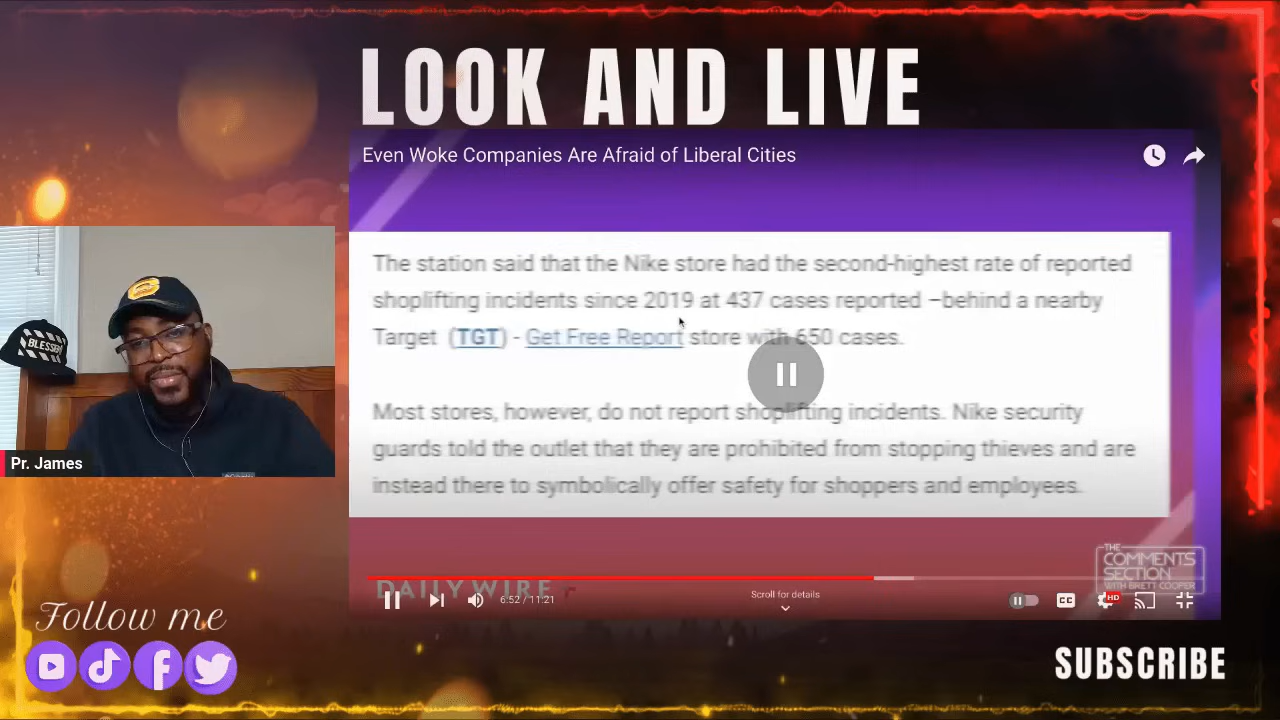 LOOK AND LIVE
Even Woke Companies Are Afraid of Liberal Cities
The station said that the Nike store had the second-highest rate of reported
shoplifting incidents since 2019 at 437 cases reported –behind a nearby
Target (TGT) - Get Free Report store with 650 cases.
Most stores, however, do not report shoplifting incidents. Nike security
guards told the outlet that they are prohibited from stopping thieves and are
instead there to symbolically offer safety for shoppers and employees.
BLESSED
Pr. James
THE
COMMENTS
SECTION
WITH BRETT COOPER
DAILY WIRE
6:52 / 11:21
Scroll for details
CC
HD
Follow me
SUBSCRIBE